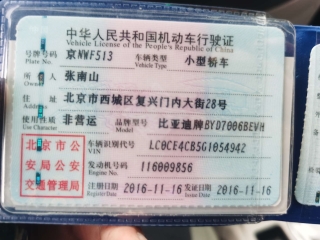 中华人民共和国机动车行驶证
Vehicle License of the People's Republic of China
号牌号码 京NWF513 车辆类型 小型轿车
Plate No. Vehicle Type
所有人 张南山
Owner
住址 北京市西城区复兴门内大街28号
Address
使用性质 非营运 品牌型号 比亚迪牌BYD7006BEVH
Use Character Model
北京市公安局公安交通管理局
车辆识别代号 LC0CE4CB5G1054942
VIN
发动机号码 116009856
Engine No.
注册日期 2016-11-16 发证日期 2016-11-16
Register Date Issue Date